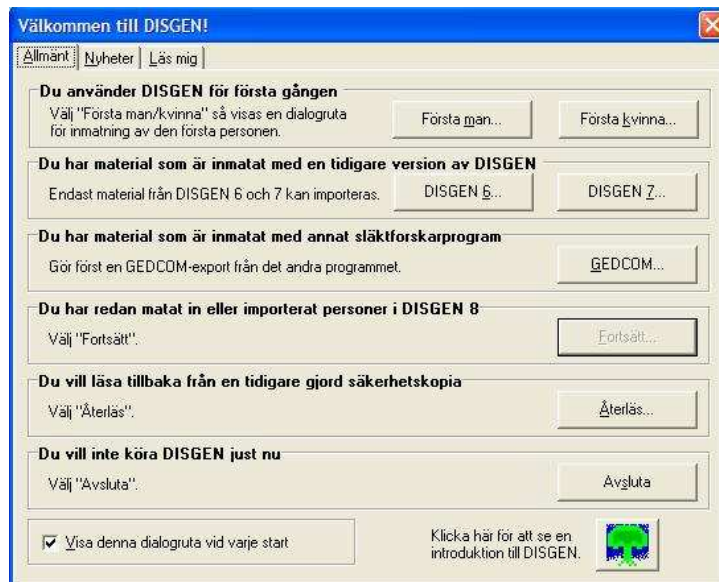 Välkommen till DISGEN!
Allmänt Nyheter Läs mig
Du använder DISGEN för första gången
Välj "Första man/kvinna" så visas en dialogruta
för inmatning av den första personen.
Första man...
Första kvinna...
Du har material som är inmatat med en tidigare version av DISGEN
Endast material från DISGEN 6 och 7 kan importeras.
DISGEN 6...
DISGEN 7...
Du har material som är inmatat med annat släktforskarprogram
Gör först en GEDCOM-export från det andra programmet.
GEDCOM...
Du har redan matat in eller importerat personer i DISGEN 8
Välj "Fortsätt".
Fortsätt...
Du vill läsa tillbaka från en tidigare gjord säkerhetskopia
Välj "Återläs".
Återläs...
Du vill inte köra DISGEN just nu
Välj "Avsluta".
Avsluta
Visa denna dialogruta vid varje start
Klicka här för att se en
introduktion till DISGEN.